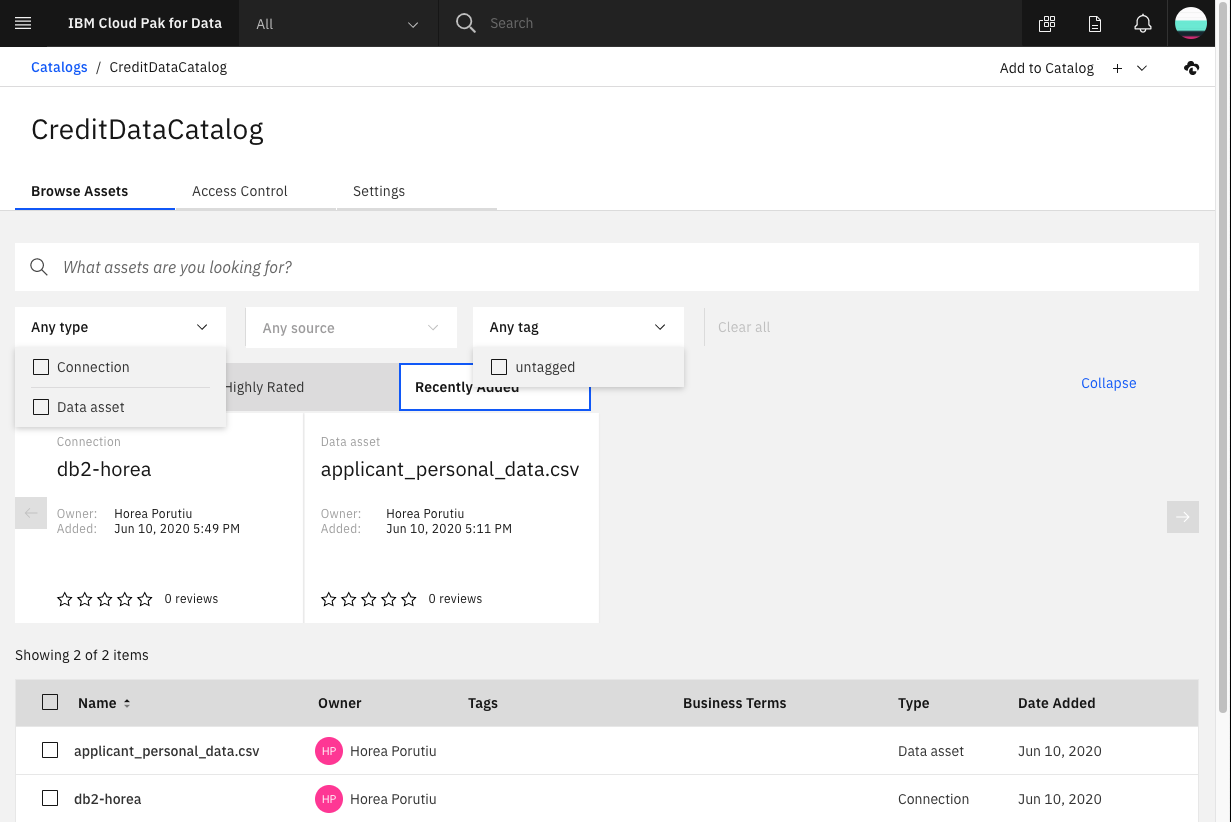 IBM Cloud Pak for Data
All
Search
Catalogs / CreditDataCatalog
Add to Catalog
CreditDataCatalog
Browse Assets
Access Control
Settings
What assets are you looking for?
Any type
Any source
Any tag
Clear all
Connection
Data asset
untagged
Highly Rated
Recently Added
Collapse
Connection
db2-horea
Owner: Horea Porutiu
Added: Jun 10, 2020 5:49 PM
0 reviews
Data asset
applicant_personal_data.csv
Owner: Horea Porutiu
Added: Jun 10, 2020 5:11 PM
0 reviews
Showing 2 of 2 items
Name Owner Tags Business Terms Type Date Added
applicant_personal_data.csv HP Horea Porutiu Data asset Jun 10, 2020
db2-horea HP Horea Porutiu Connection Jun 10, 2020